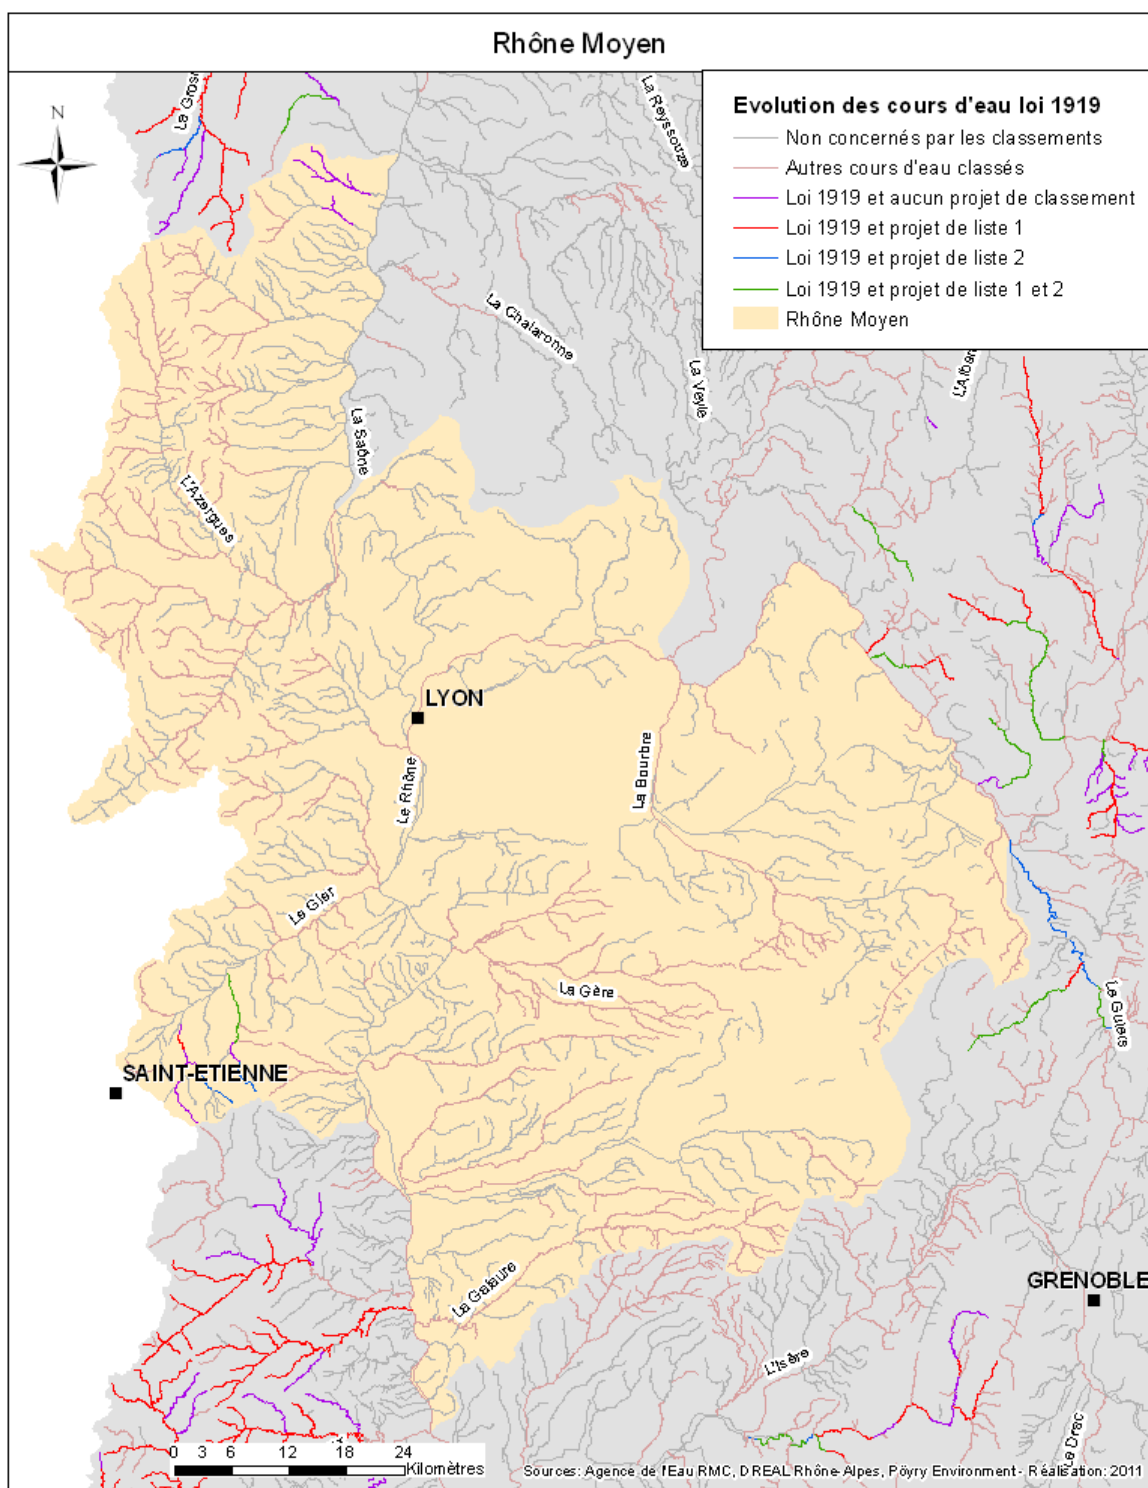 Rhône Moyen
N
Evolution des cours d'eau loi 1919
Non concernés par les classements
Autres cours d'eau classés
Loi 1919 et aucun projet de classement
Loi 1919 et projet de liste 1
Loi 1919 et projet de liste 2
Loi 1919 et projet de liste 1 et 2
Rhône Moyen
La Grosn
La Reyssouze
La Chalaronne
La Veyle
L'Albar
La Saône
L'Azergues
LYON
La Bourbre
Le Rhône
Le Gier
La Gère
Le Guiers
SAINT-ETIENNE
La Galaure
GRENOBLE
L'Isère
Le Drac
0 3 6 12 18 24
Kilomètres
Sources: Agence de l'Eau RMC, DREAL Rhône-Alpes, Pöyry Environment - Réalisation: 2011